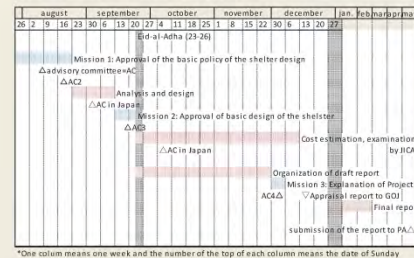 august september october november december jan. feb. mar. apr. ma
26 2 9 16 23 30 6 13 20 27 4 11 18 25 1 8 15 22 30 6 13 20 27
Eid-al-Adha (23-26)
Mission 1: Approval of the basic policy of the shelter design
△advisory committee=AC
△AC2
Analysis and design
△AC in Japan
Mission 2: Approval of basic design of the shelster
△AC3
Cost estimation, examination
△AC in Japan by JICA
Organization of draft report
Mission 3: Explanation of Project
AC4△ ▽Appraisal report to GOJ
Final repo
submission of the report to PA△
*One colum means one week and the number of the top of each column means the date of Sunday